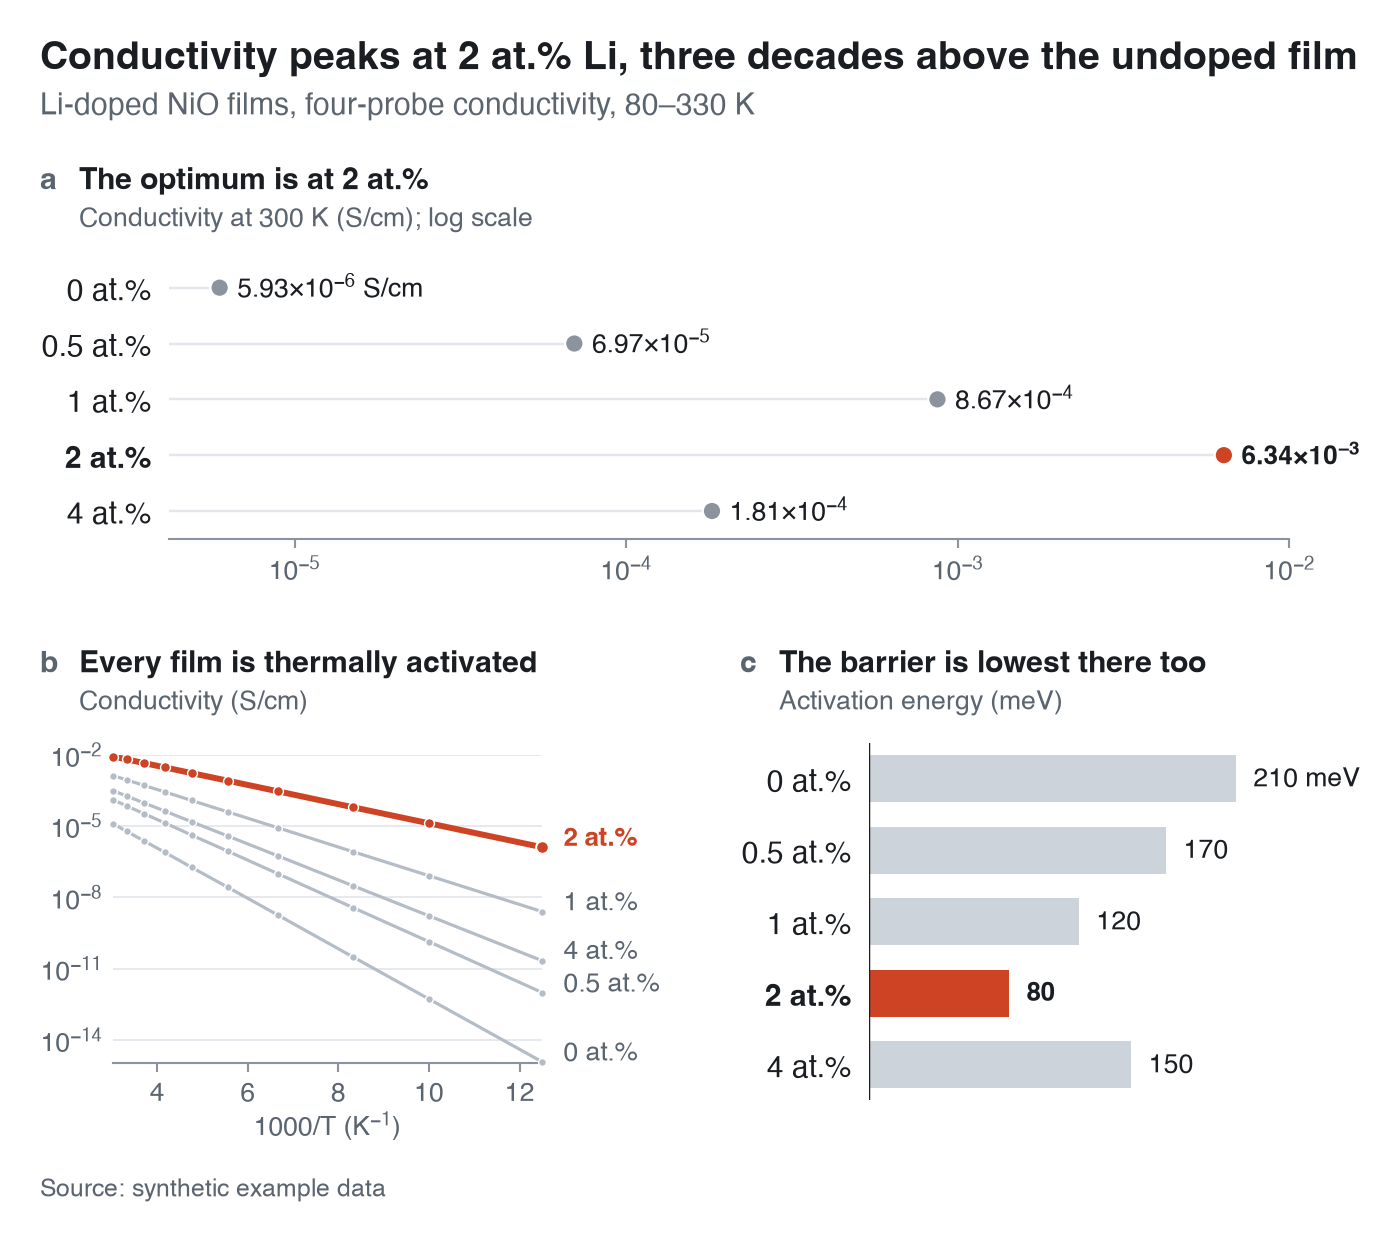 Conductivity peaks at 2 at.% Li, three decades above the undoped film
Li-doped NiO films, four-probe conductivity, 80–330 K
a The optimum is at 2 at.%
Conductivity at 300 K (S/cm); log scale
0 at.% 5.93×10⁻⁶ S/cm
0.5 at.% 6.97×10⁻⁵
1 at.% 8.67×10⁻⁴
2 at.% 6.34×10⁻³
4 at.% 1.81×10⁻⁴
10⁻⁵ 10⁻⁴ 10⁻³ 10⁻²
b Every film is thermally activated
Conductivity (S/cm)
10⁻²
10⁻⁵
10⁻⁸
10⁻¹¹
10⁻¹⁴
2 at.%
1 at.%
4 at.%
0.5 at.%
0 at.%
4 6 8 10 12
1000/T (K⁻¹)
c The barrier is lowest there too
Activation energy (meV)
0 at.% 210 meV
0.5 at.% 170
1 at.% 120
2 at.% 80
4 at.% 150
Source: synthetic example data